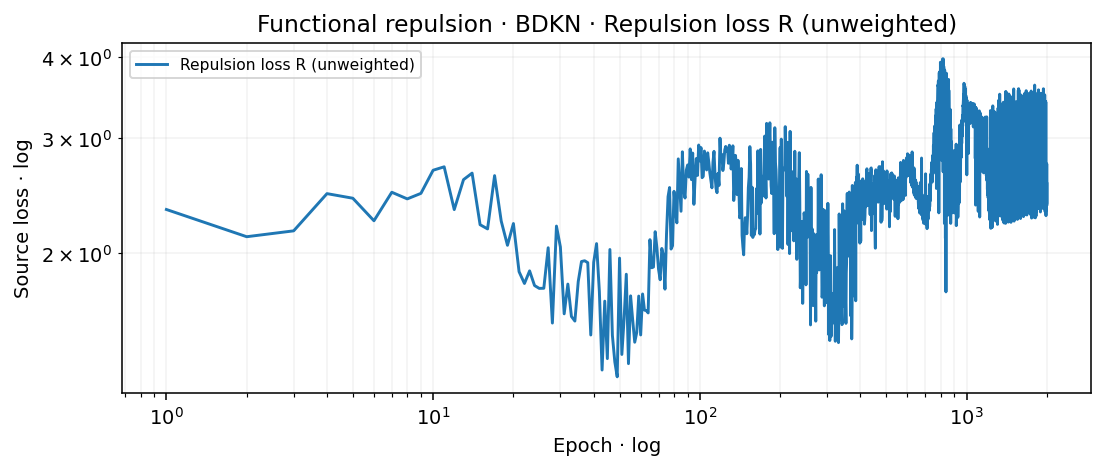 Functional repulsion · BDKN · Repulsion loss R (unweighted)
Repulsion loss R (unweighted)
Source loss · log
4 × 10⁰
3 × 10⁰
2 × 10⁰
10⁰ 10¹ 10² 10³
Epoch · log